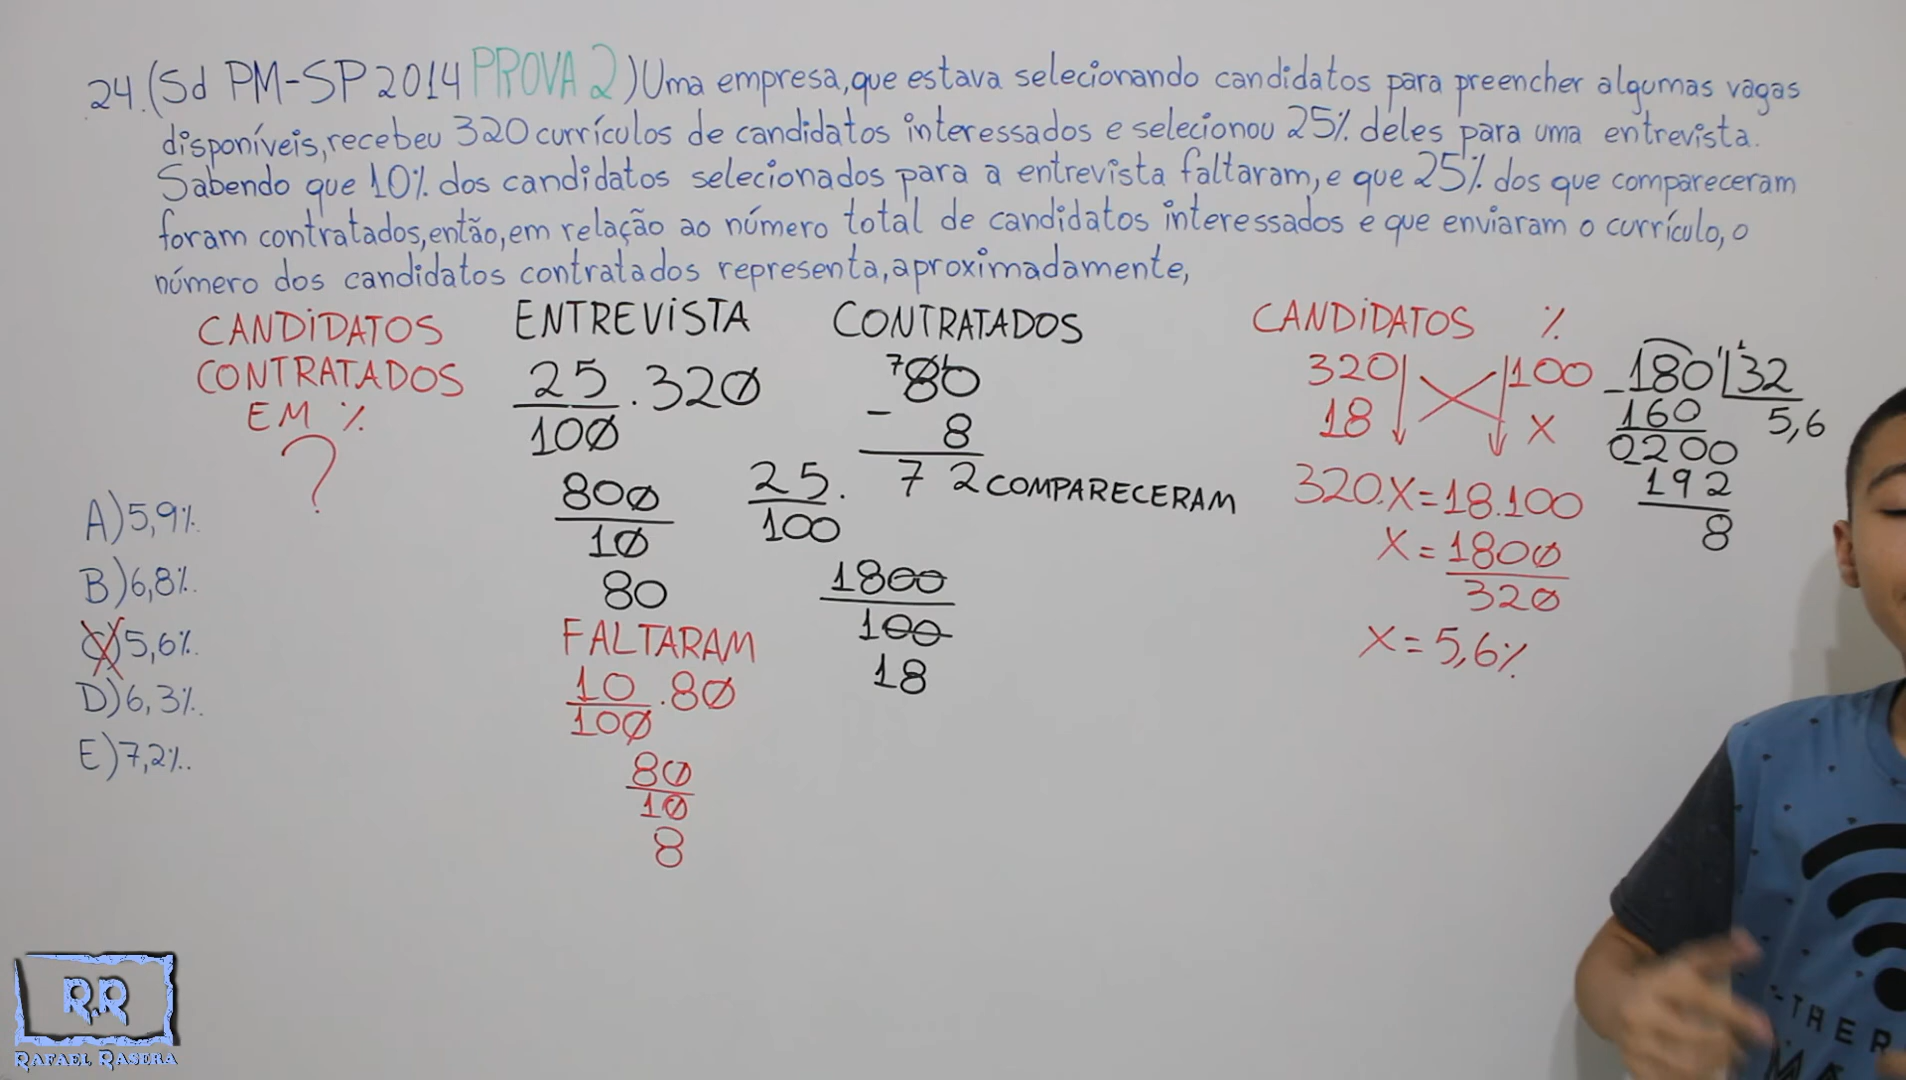 24.(Sd PM-SP 2014 PROVA 2) Uma empresa, que estava selecionando candidatos para preencher algumas vagas
disponíveis, recebeu 320 currículos de candidatos interessados e selecionou 25% deles para uma entrevista.
Sabendo que 10% dos candidatos selecionados para a entrevista faltaram, e que 25% dos que compareceram
foram contratados, então, em relação ao número total de candidatos interessados e que enviaram o currículo, o
número dos candidatos contratados representa, aproximadamente,
CANDIDATOS
CONTRATADOS
EM %
?
A) 5,9%.
B) 6,8%.
C) 5,6%.
D) 6,3%.
E) 7,2%.
ENTREVISTA
25 . 320
100
800
10
80
FALTARAM
10 . 80
100
80
10
8
CONTRATADOS
7
80
- 8
72 COMPARECERAM
25 .
100
1800
100
18
CANDIDATOS %
320 100
18 X
320.X=18.100
X = 1800
320
X = 5,6%
-180 32
160 5,6
0200
192
8
R.R
RAFAEL RASERA
-THER